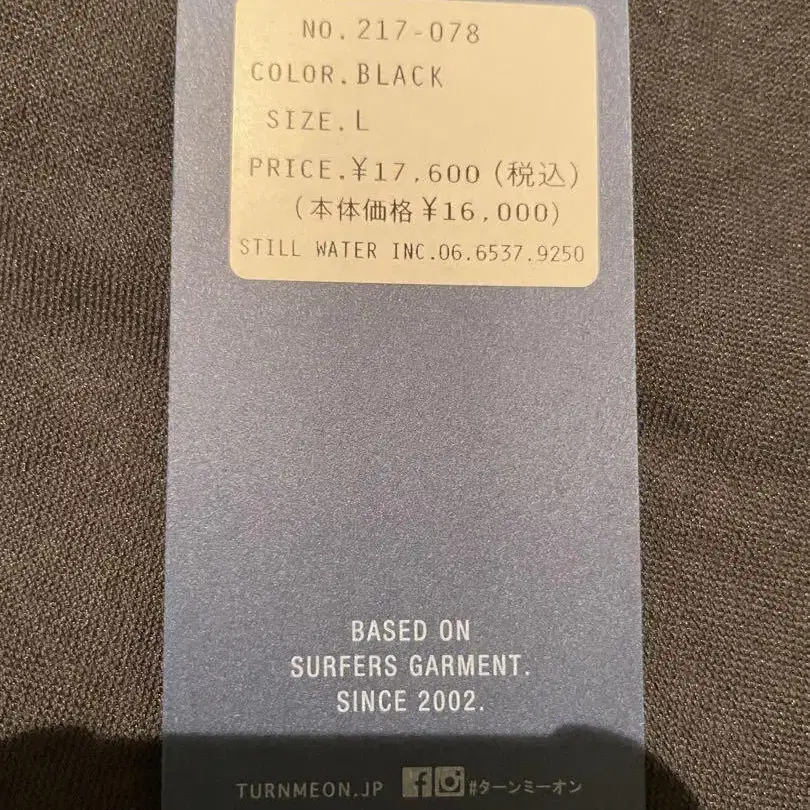 NO.217-078
COLOR.BLACK
SIZE.L
PRICE.¥17,600(税込)
(本体価格¥16,000)
STILL WATER INC.06.6537.9250
BASED ON
SURFERS GARMENT.
SINCE 2002.
TURNMEON.JP #ターンミーオン